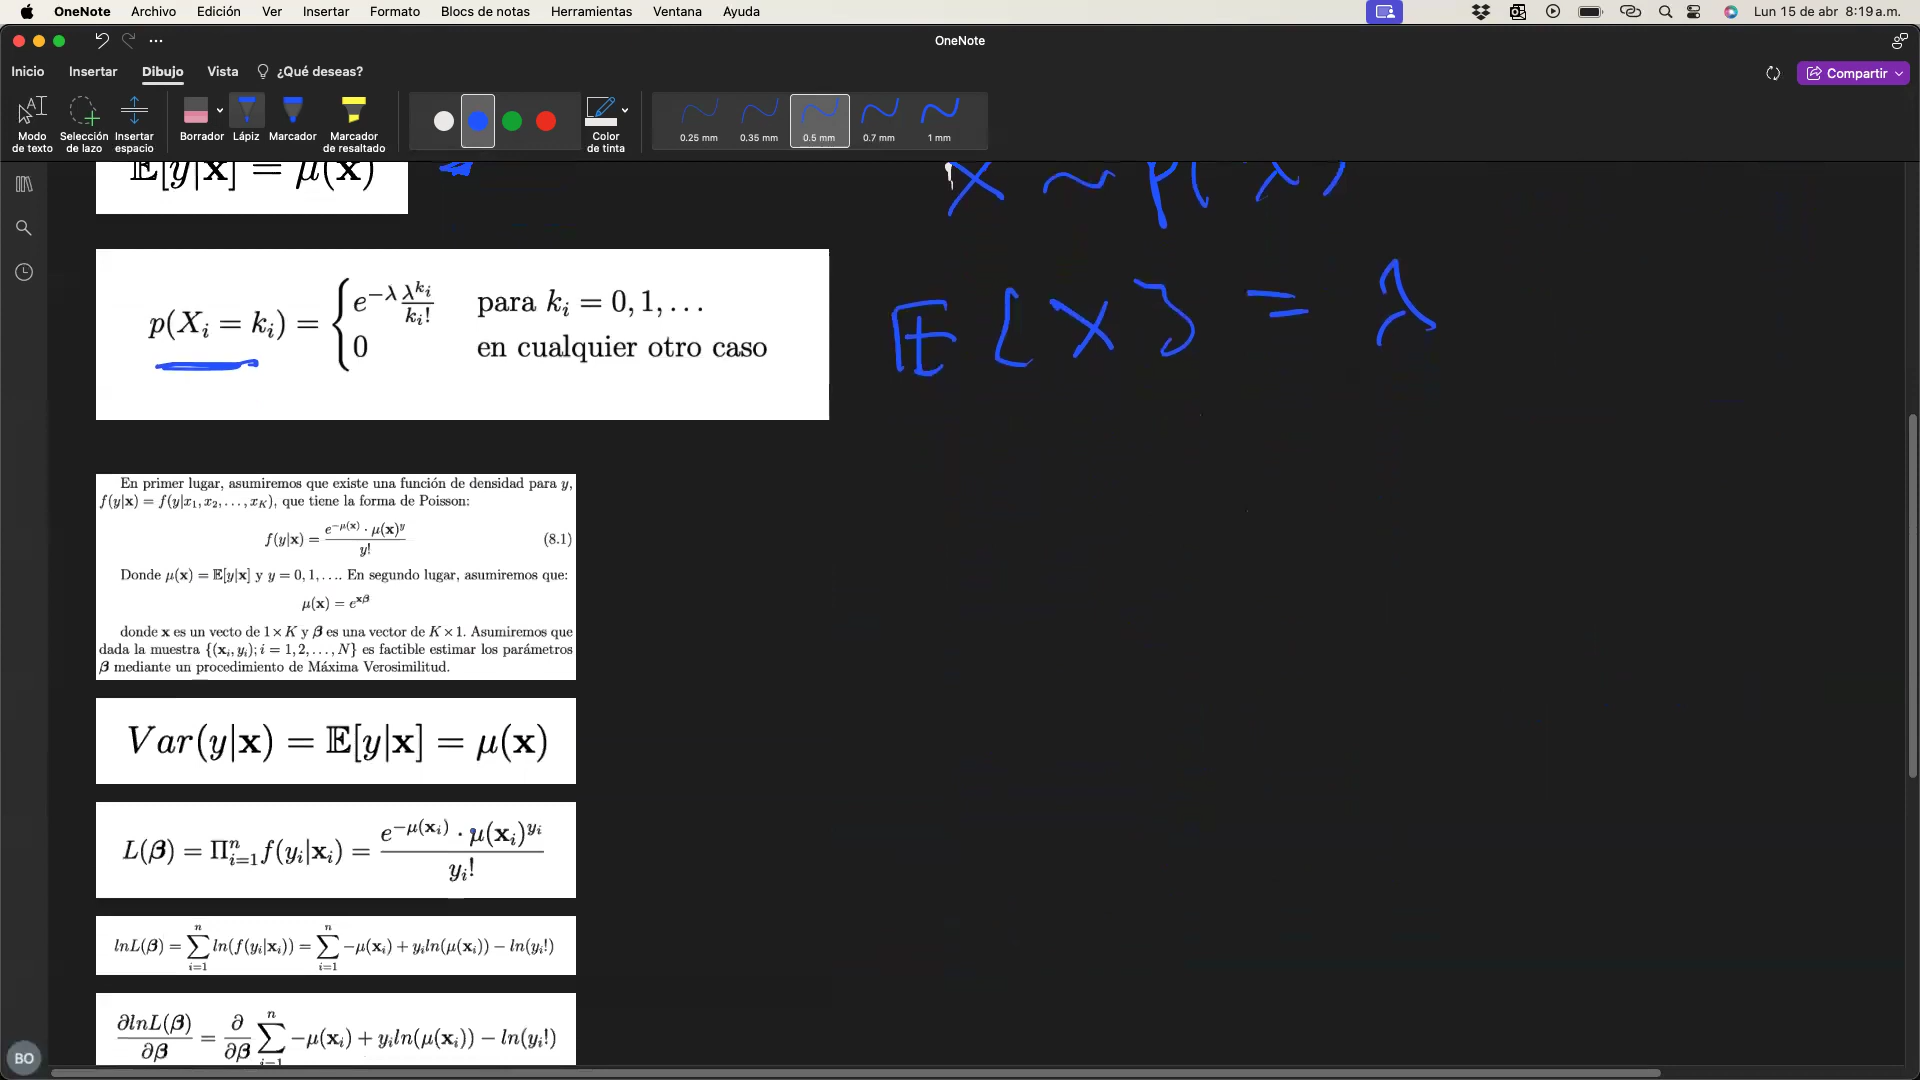 OneNote Archivo Edición Ver Insertar Formato Blocs de notas Herramientas Ventana Ayuda Lun 15 de abr 8:19 a.m.
OneNote
Inicio Insertar Dibujo Vista ¿Qué deseas? Compartir
Modo de texto
Selección de lazo
Insertar espacio
Borrador
Lápiz
Marcador
Marcador de resaltado
Color de tinta
0.25 mm
0.35 mm
0.5 mm
0.7 mm
1 mm
𝔼[y|𝐱] = μ(𝐱)
X ~ p(λ)
p(X_i = k_i) = { e^{-λ} λ^{k_i}/k_i! para k_i = 0, 1, …
0 en cualquier otro caso
𝔼[X] = λ
En primer lugar, asumiremos que existe una función de densidad para y,
f(y|𝐱) = f(y|x_1, x_2, …, x_K), que tiene la forma de Poisson:
f(y|𝐱) = e^{-μ(𝐱)} · μ(𝐱)^y / y! (8.1)
Donde μ(𝐱) = 𝔼[y|𝐱] y y = 0, 1, …. En segundo lugar, asumiremos que:
μ(𝐱) = e^{𝐱𝜷}
donde 𝐱 es un vecto de 1 × K y 𝜷 es una vector de K × 1. Asumiremos que
dada la muestra {(𝐱_i, y_i); i = 1, 2, …, N} es factible estimar los parámetros
𝜷 mediante un procedimiento de Máxima Verosimilitud.
Var(y|𝐱) = 𝔼[y|𝐱] = μ(𝐱)
L(𝜷) = Π_{i=1}^n f(y_i|𝐱_i) = e^{-μ(𝐱_i)} · μ(𝐱_i)^{y_i} / y_i!
lnL(𝜷) = ∑_{i=1}^n ln(f(y_i|𝐱_i)) = ∑_{i=1}^n −μ(𝐱_i) + y_i ln(μ(𝐱_i)) − ln(y_i!)
∂lnL(𝜷)/∂𝜷 = ∂/∂𝜷 ∑_{i=1}^n −μ(𝐱_i) + y_i ln(μ(𝐱_i)) − ln(y_i!)
BO